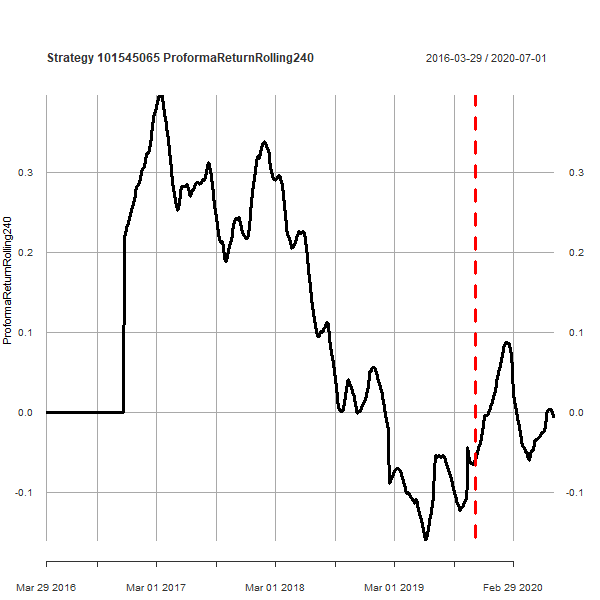 Strategy 101545065 ProformaReturnRolling240
2016-03-29 / 2020-07-01
ProformaReturnRolling240
0.3
0.2
0.1
0.0
-0.1
0.3
0.2
0.1
0.0
-0.1
Mar 29 2016
Mar 01 2017
Mar 01 2018
Mar 01 2019
Feb 29 2020